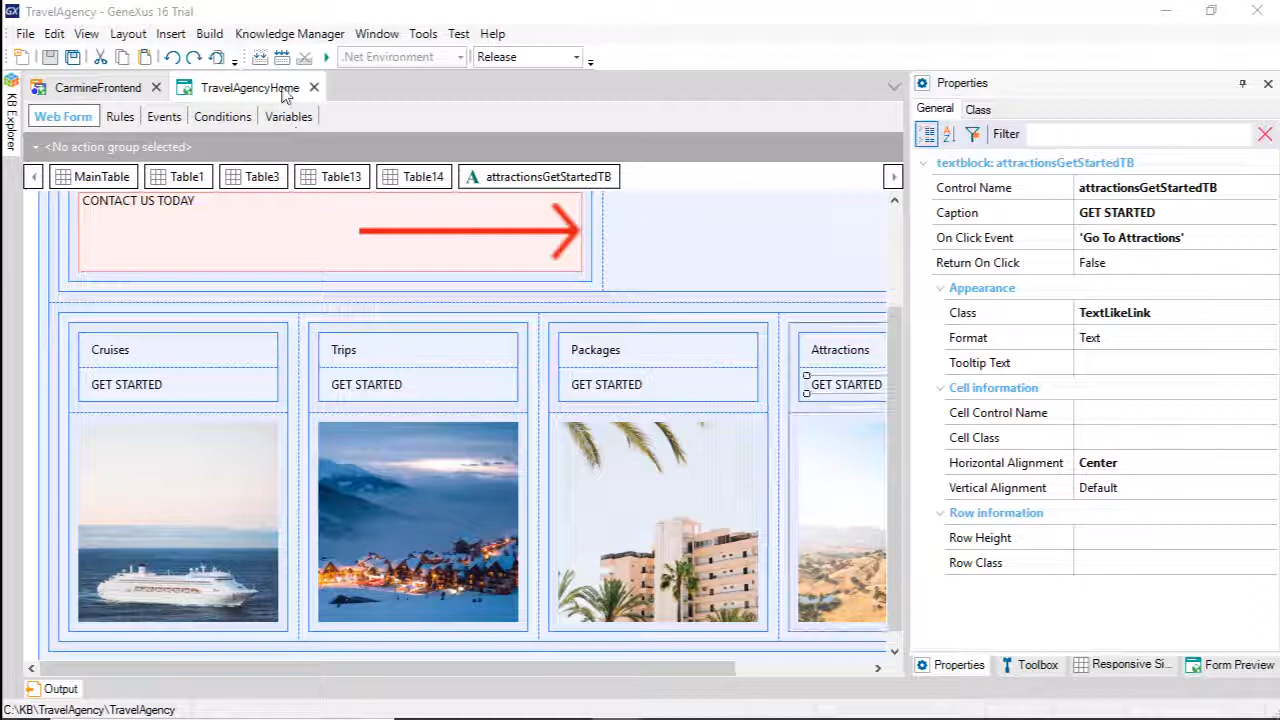 TravelAgency - GeneXus 16 Trial
File Edit View Layout Insert Build Knowledge Manager Window Tools Test Help
.Net Environment Release
KB Explorer
CarmineFrontend TravelAgencyHome
Web Form Rules Events Conditions Variables
<No action group selected>
MainTable Table1 Table3 Table13 Table14 attractionsGetStartedTB
CONTACT US TODAY
Cruises Trips Packages Attractions
GET STARTED GET STARTED GET STARTED GET STARTED
Properties
General Class
Filter
textblock: attractionsGetStartedTB
Control Name attractionsGetStartedTB
Caption GET STARTED
On Click Event 'Go To Attractions'
Return On Click False
Appearance
Class TextLikeLink
Format Text
Tooltip Text
Cell information
Cell Control Name
Cell Class
Horizontal Alignment Center
Vertical Alignment Default
Row information
Row Height
Row Class
Properties Toolbox Responsive Si... Form Preview
Output
C:\KB\TravelAgency\TravelAgency